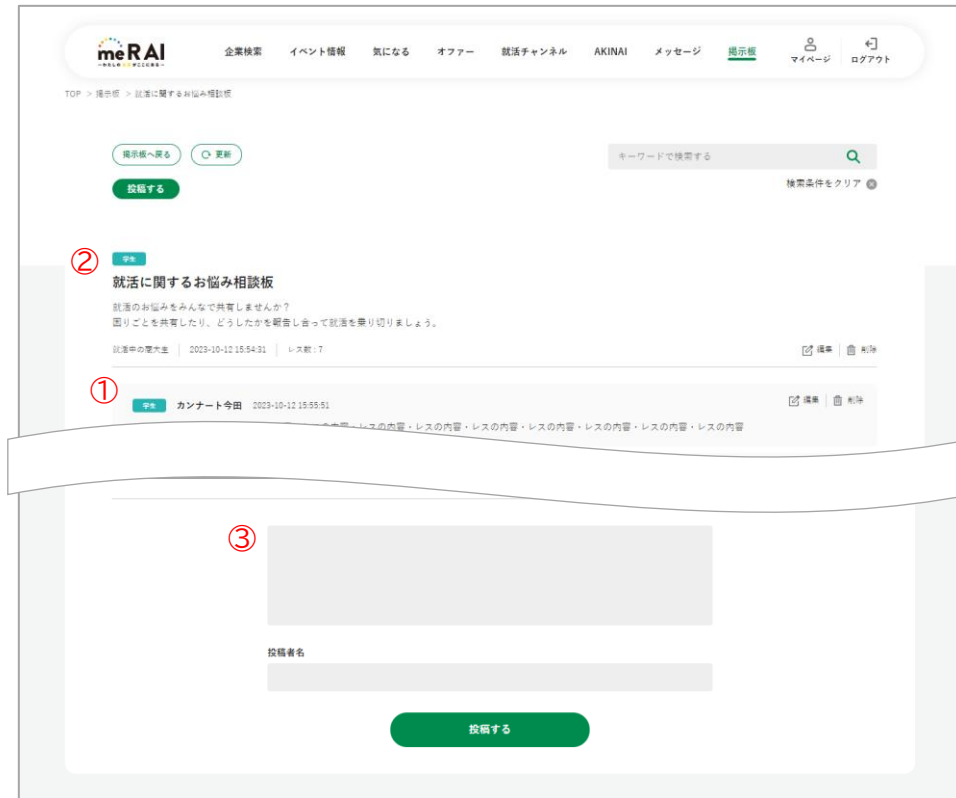 meRAI
企業検索 イベント情報 気になる オファー 就活チャンネル AKINAI メッセージ 掲示板 マイページ ログアウト
TOP > 掲示板 > 就活に関するお悩み相談板
掲示板へ戻る 更新 キーワードで検索する
投稿する 検索条件をクリア
② 学生
就活に関するお悩み相談板
就活のお悩みをみんなで共有しませんか?
困りごとを共有したり、どうしたかを報告し合って就活を乗り切りましょう。
就活中の悩大生 2023-10-12 15:54:31 レス数:7 編集 削除
① 学生 カンナート今田 2023-10-12 15:55:51 編集 削除
レスの内容・レスの内容・レスの内容・レスの内容・レスの内容・レスの内容・レスの内容
③
投稿者名
投稿する